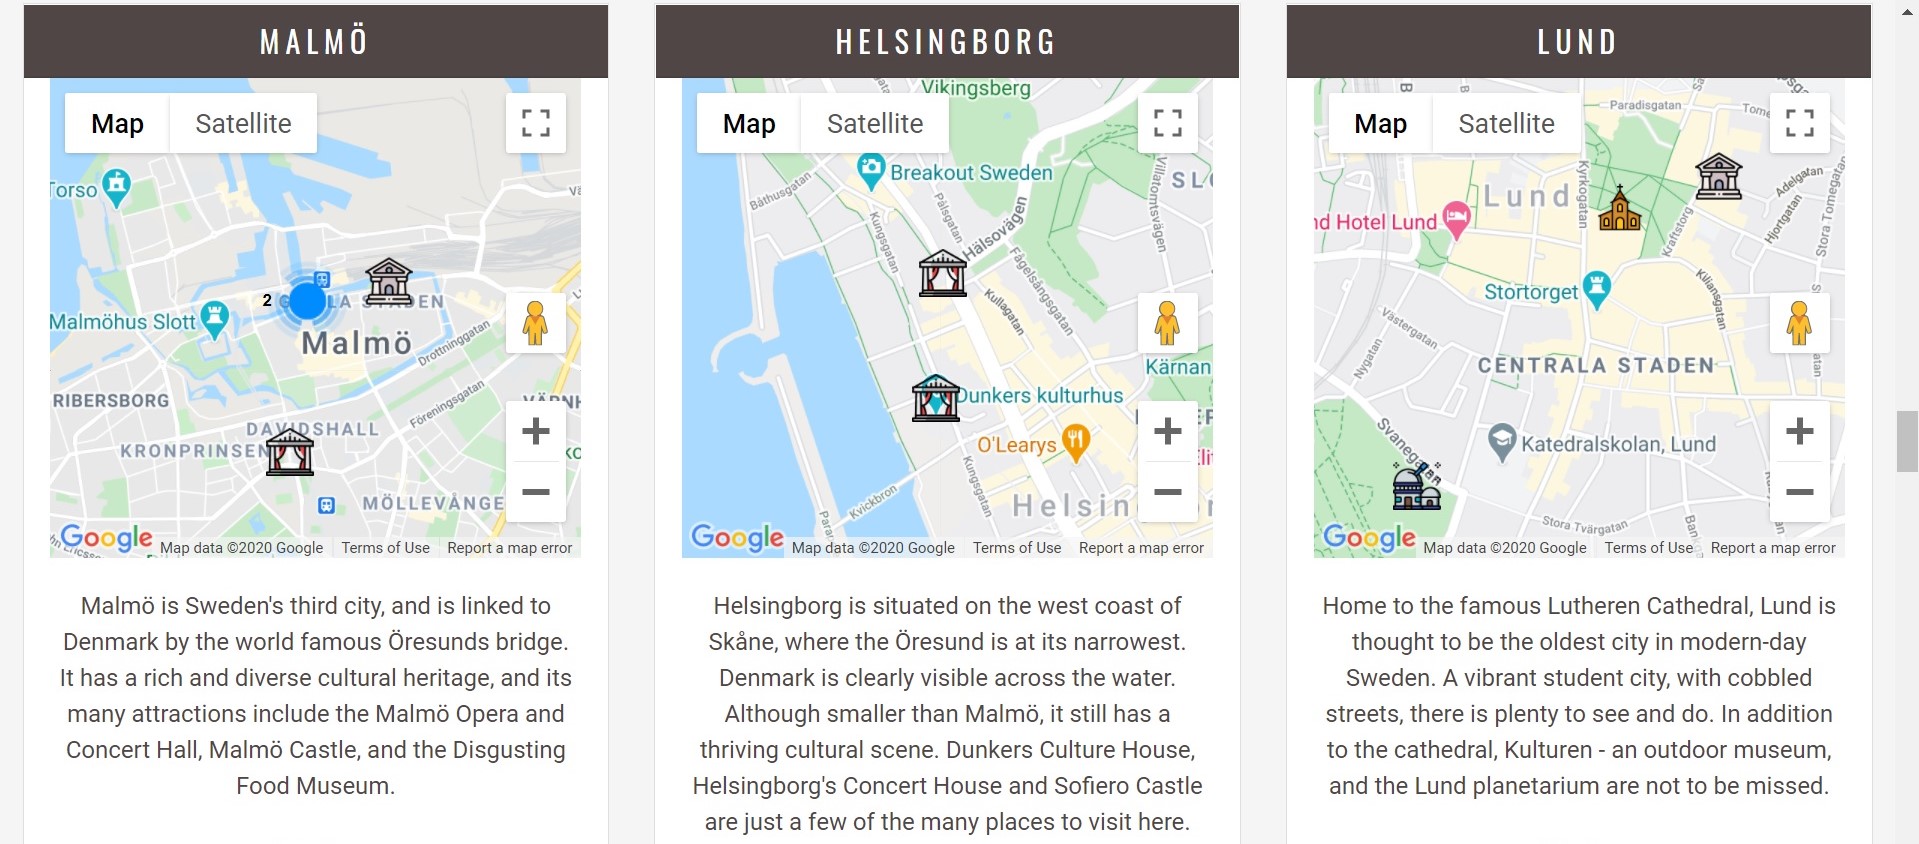 MALMÖ
Map
Satellite
Torso
2
Malmöhus Slott
Malmö
Drottninggatan
RIBERSBORG
Föreningsgatan
DAVIDSHALL
KRONPRINSEN
MÖLLEVÅNGE
Google
Map data ©2020 Google
Terms of Use
Report a map error
Malmö is Sweden's third city, and is linked to
Denmark by the world famous Öresunds bridge.
It has a rich and diverse cultural heritage, and its
many attractions include the Malmö Opera and
Concert Hall, Malmö Castle, and the Disgusting
Food Museum.
HELSINGBORG
Vikingsberg
Map
Satellite
Breakout Sweden
Båthusgatan
Kungsgatan
Pålsgatan
Hälsovägen
Villatomtsvägen
Fågelsångsgatan
Kullagatan
Kärnan
Dunkers kulturhus
O'Learys
Kungsgatan
Kvickbron
Helsin
Google
Map data ©2020 Google
Terms of Use
Report a map error
Helsingborg is situated on the west coast of
Skåne, where the Öresund is at its narrowest.
Denmark is clearly visible across the water.
Although smaller than Malmö, it still has a
thriving cultural scene. Dunkers Culture House,
Helsingborg's Concert House and Sofiero Castle
are just a few of the many places to visit here.
LUND
Map
Satellite
Paradisgatan
Lund
Kyrkogatan
Adelgatan
Hjortgatan
Stora Tomegatan
nd Hotel Lund
Kraftstorg
Stortorget
Kiliansgatan
Västergatan
Nygatan
CENTRALA STADEN
Svanegatan
Katedralskolan, Lund
Stora Tvärgatan
Google
Map data ©2020 Google
Terms of Use
Report a map error
Home to the famous Lutheren Cathedral, Lund is
thought to be the oldest city in modern-day
Sweden. A vibrant student city, with cobbled
streets, there is plenty to see and do. In addition
to the cathedral, Kulturen - an outdoor museum,
and the Lund planetarium are not to be missed.